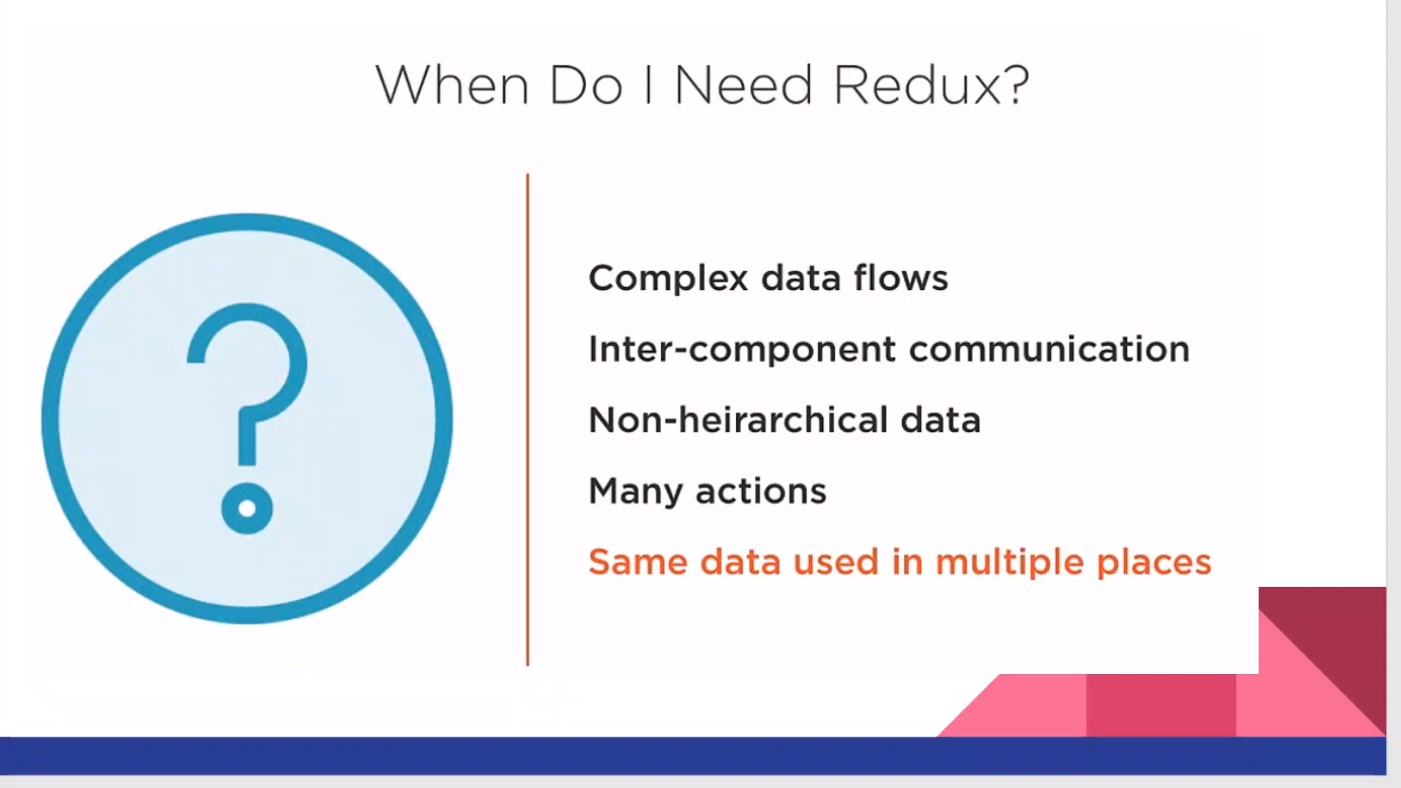 When Do I Need Redux?
Complex data flows
Inter-component communication
Non-heirarchical data
Many actions
Same data used in multiple places